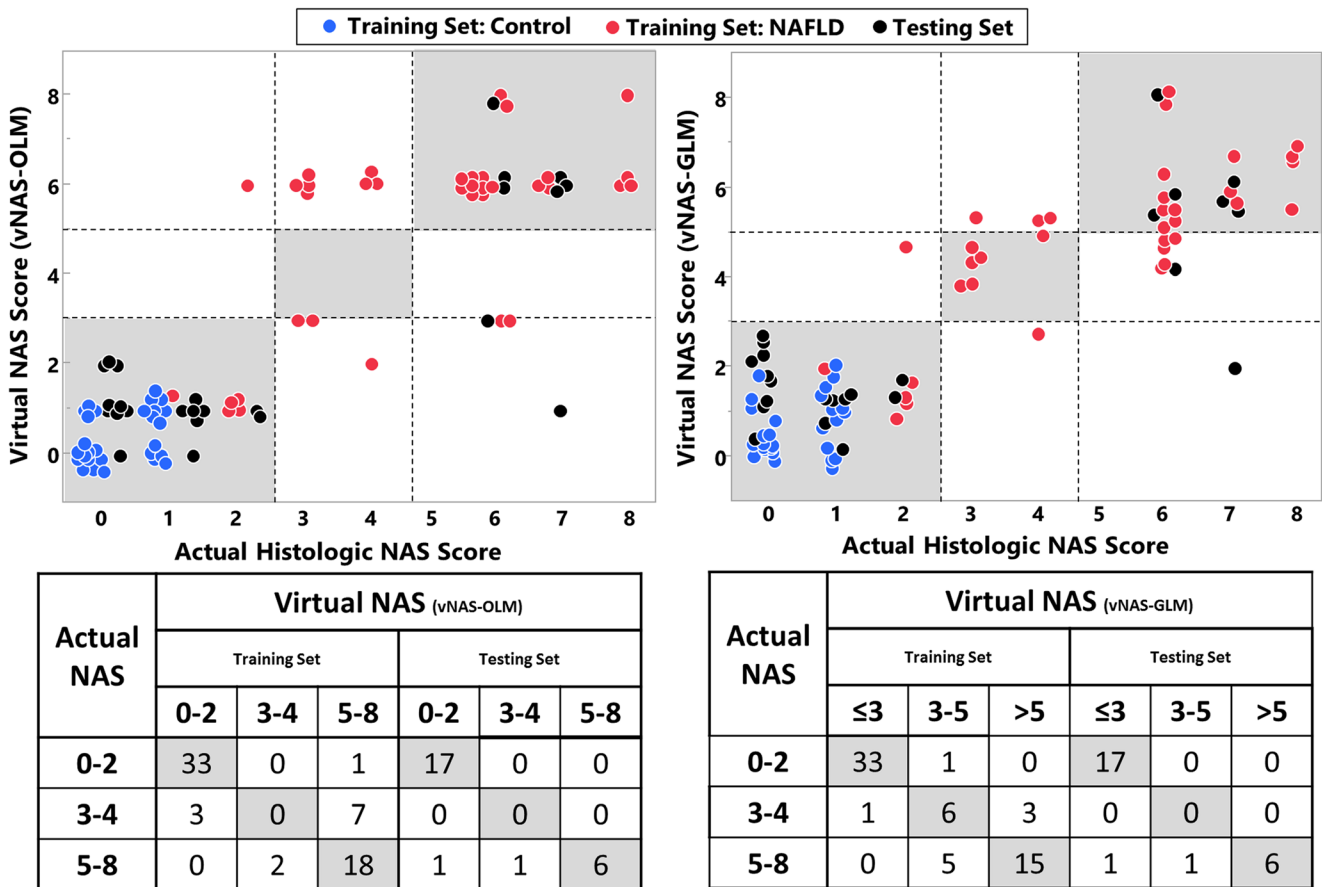 Training Set: Control Training Set: NAFLD Testing Set
Virtual NAS Score (vNAS-OLM)
8
6
4
2
0
0 1 2 3 4 5 6 7 8
Actual Histologic NAS Score
Virtual NAS Score (vNAS-GLM)
8
6
4
2
0
0 1 2 3 4 5 6 7 8
Actual Histologic NAS Score
Actual NAS
Virtual NAS (vNAS-OLM)
Training Set Testing Set
0-2 3-4 5-8 0-2 3-4 5-8
0-2 33 0 1 17 0 0
3-4 3 0 7 0 0 0
5-8 0 2 18 1 1 6
Actual NAS
Virtual NAS (vNAS-GLM)
Training Set Testing Set
≤3 3-5 >5 ≤3 3-5 >5
0-2 33 1 0 17 0 0
3-4 1 6 3 0 0 0
5-8 0 5 15 1 1 6